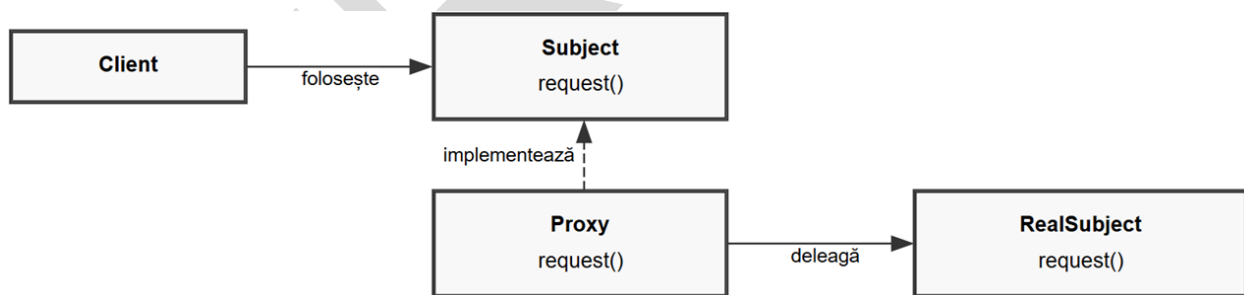 Client
folosește
Subject
request()
implementează
Proxy
request()
deleagă
RealSubject
request()